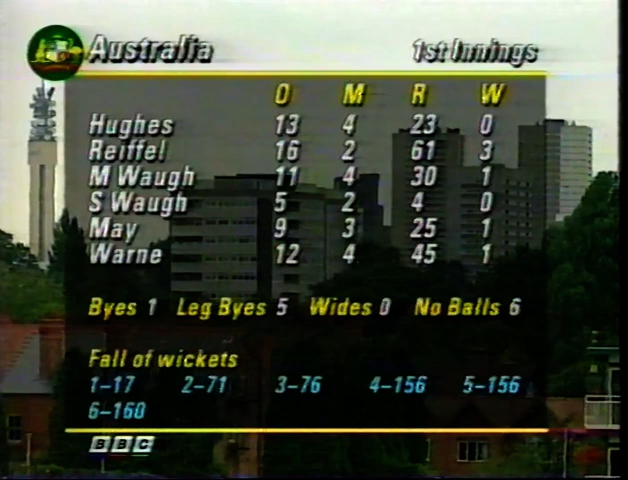 Australia 1st Innings
O M R W
Hughes 13 4 23 0
Reiffel 16 2 61 3
M Waugh 11 4 30 1
S Waugh 5 2 4 0
May 9 3 25 1
Warne 12 4 45 1
Byes 1 Leg Byes 5 Wides 0 No Balls 6
Fall of wickets
1-17 2-71 3-76 4-156 5-156
6-160
BBC